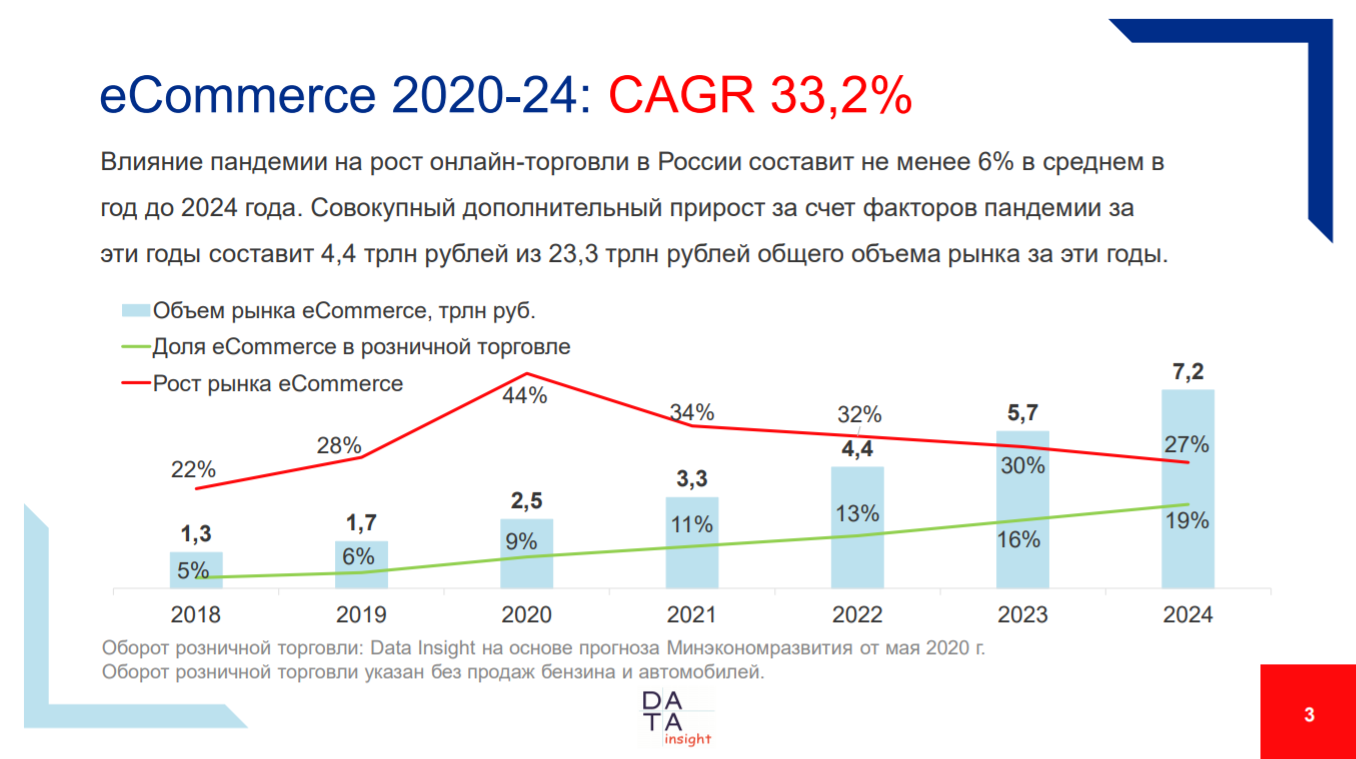 eCommerce 2020-24: CAGR 33,2%
Влияние пандемии на рост онлайн-торговли в России составит не менее 6% в среднем в
год до 2024 года. Совокупный дополнительный прирост за счет факторов пандемии за
эти годы составит 4,4 трлн рублей из 23,3 трлн рублей общего объема рынка за эти годы.
Объем рынка eCommerce, трлн руб.
Доля eCommerce в розничной торговле
Рост рынка eCommerce
22% 28% 44% 34% 32% 30% 27%
1,3 1,7 2,5 3,3 4,4 5,7 7,2
5% 6% 9% 11% 13% 16% 19%
2018 2019 2020 2021 2022 2023 2024
Оборот розничной торговли: Data Insight на основе прогноза Минэкономразвития от мая 2020 г.
Оборот розничной торговли указан без продаж бензина и автомобилей.
DA
TA
insight
3